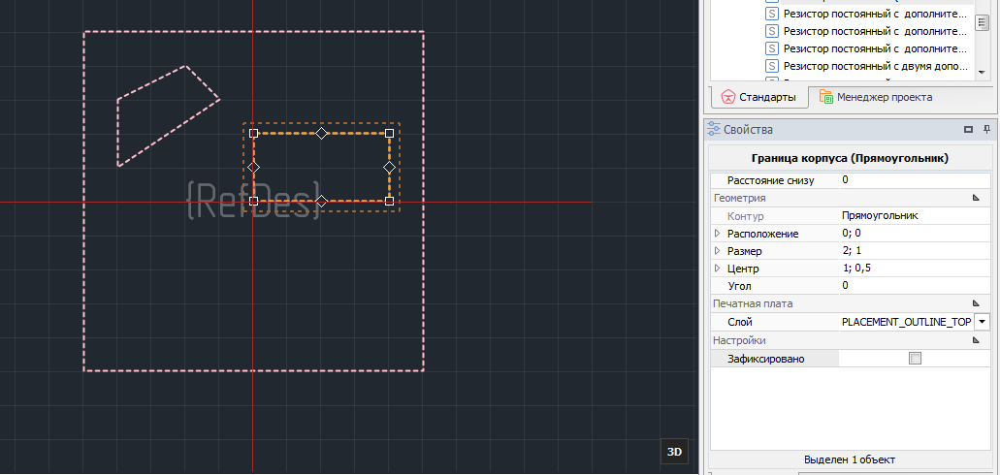 Резистор постоянный с дополните...
Резистор постоянный с дополните...
Резистор постоянный с дополните...
Резистор постоянный с двумя допо...
Стандарты
Менеджер проекта
Свойства
Граница корпуса (Прямоугольник)
Расстояние снизу 0
Геометрия
Контур Прямоугольник
Расположение 0; 0
Размер 2; 1
Центр 1; 0,5
Угол 0
Печатная плата
Слой PLACEMENT_OUTLINE_TOP
Настройки
Зафиксировано
Выделен 1 объект
{RefDes}
3D